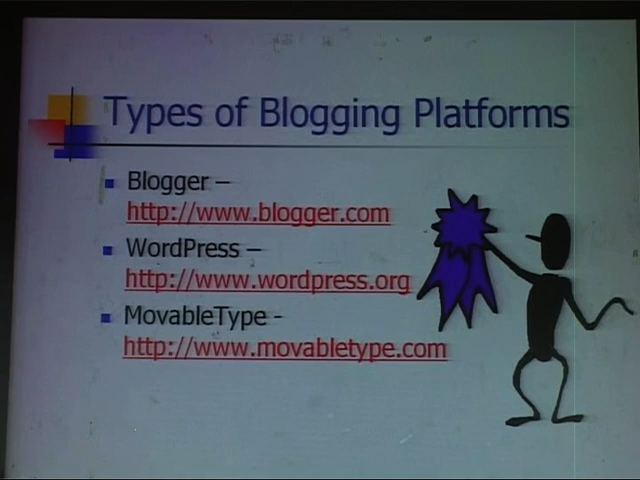 Types of Blogging Platforms
Blogger –
http://www.blogger.com
WordPress –
http://www.wordpress.org
MovableType -
http://www.movabletype.com